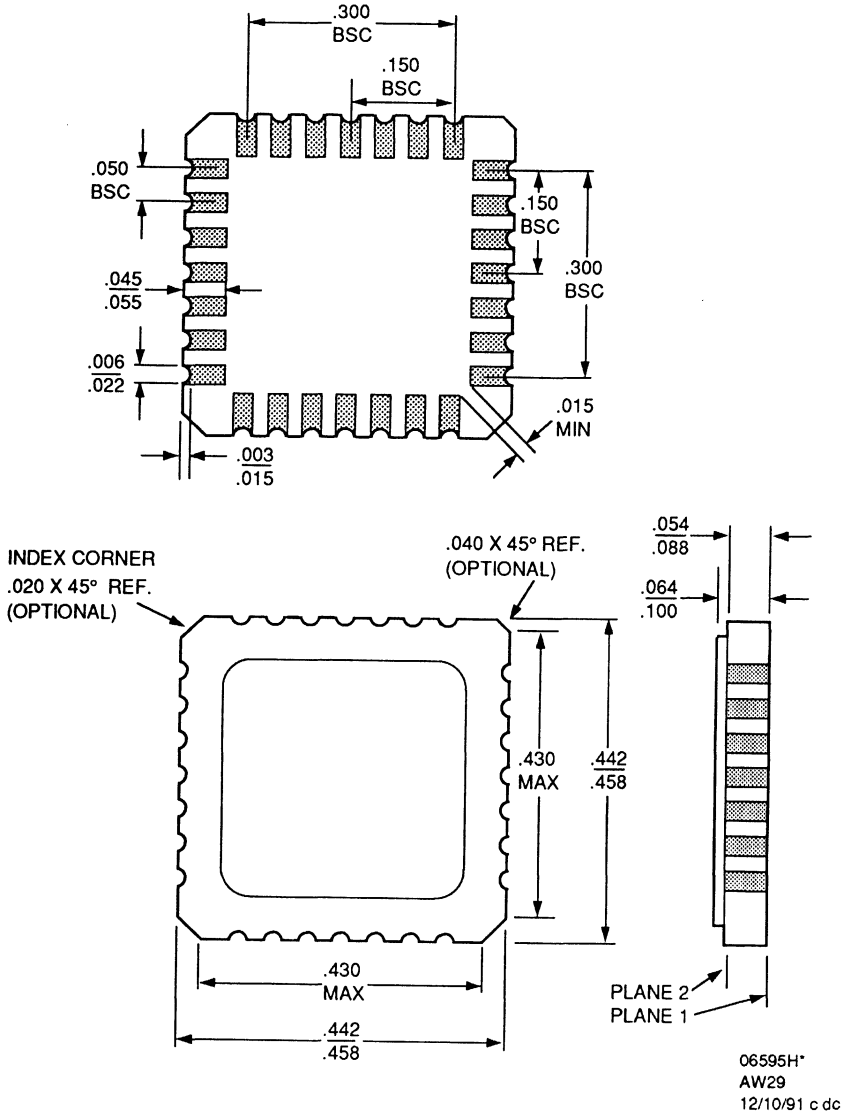 .300
BSC
.150
BSC
.050
BSC
.150
BSC
.300
BSC
.045
.055
.006
.022
.015
MIN
.003
.015
INDEX CORNER
.020 X 45° REF.
(OPTIONAL)
.040 X 45° REF.
(OPTIONAL)
.054
.088
.064
.100
.430
MAX
.442
.458
.430
MAX
.442
.458
PLANE 2
PLANE 1
06595H*
AW29
12/10/91 c dc